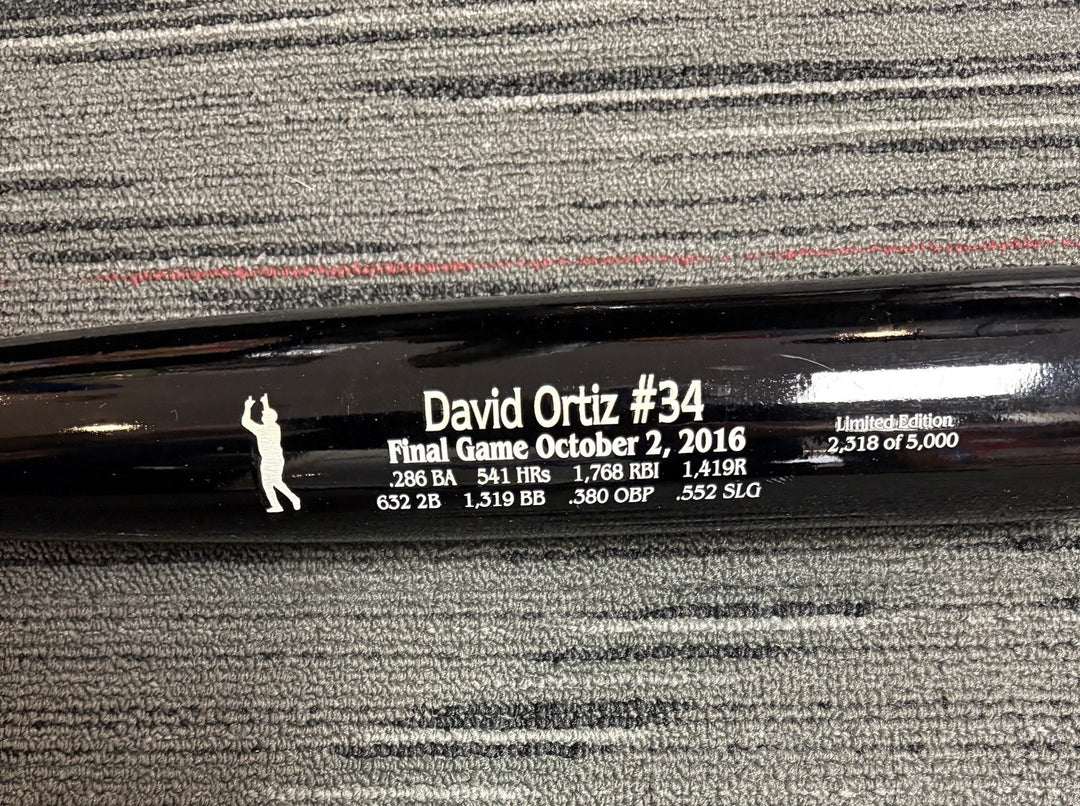 David Ortiz #34
Final Game October 2, 2016
.286 BA 541 HRs 1,768 RBI 1,419R
632 2B 1,319 BB .380 OBP .552 SLG
Limited Edition
2,318 of 5,000